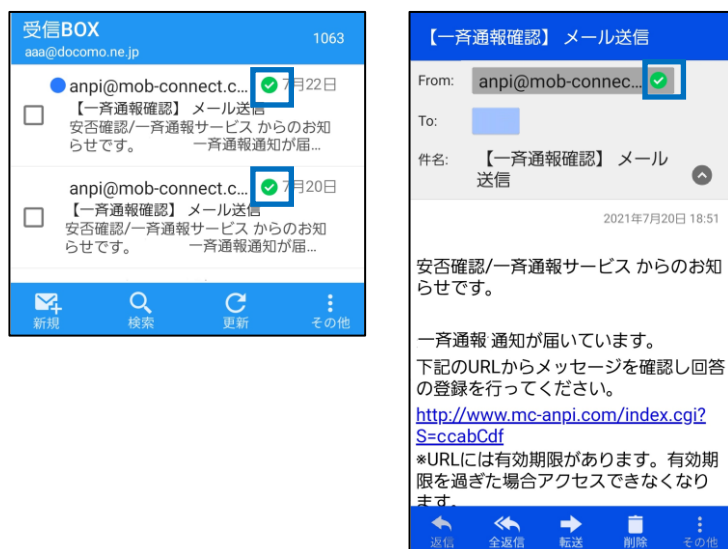 受信BOX
1063
aaa@docomo.ne.jp
anpi@mob-connect.c... 7月22日
【一斉通報確認】 メール送信
安否確認/一斉通報サービス からのお知
らせです。 一斉通報通知が届...
anpi@mob-connect.c... 7月20日
【一斉通報確認】 メール送信
安否確認/一斉通報サービス からのお知
らせです。 一斉通報通知が届...
新規 検索 更新 その他
【一斉通報確認】 メール送信
From: anpi@mob-connec...
To:
件名: 【一斉通報確認】 メール
送信
2021年7月20日 18:51
安否確認/一斉通報サービス からのお知
らせです。
一斉通報 通知が届いています。
下記のURLからメッセージを確認し回答
の登録を行ってください。
http://www.mc-anpi.com/index.cgi?
S=ccabCdf
*URLには有効期限があります。有効期
限を過ぎた場合アクセスできなくなり
ます。
返信 全返信 転送 削除 その他